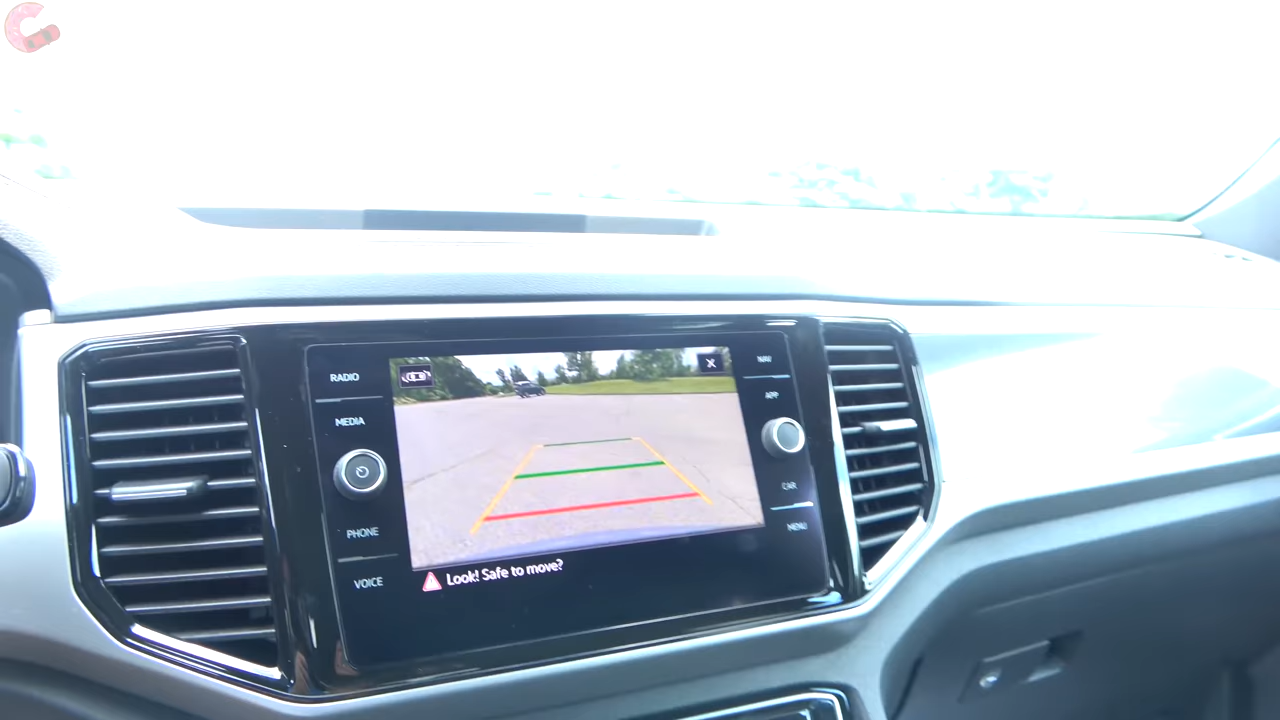 RADIO
MEDIA
PHONE
VOICE
X
NAV
APP
CAR
MENU
Look! Safe to move?